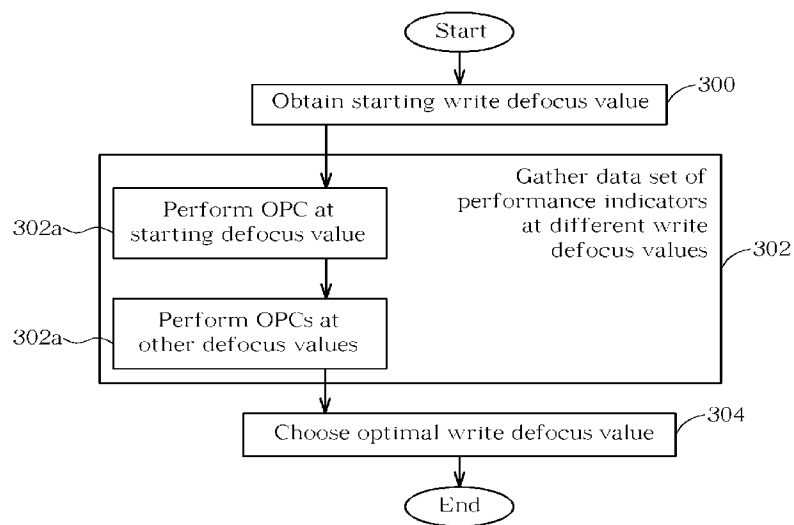 Start
Obtain starting write defocus value
300
Gather data set of
performance indicators
at different write
defocus values
302a
Perform OPC at
starting defocus value
302
302a
Perform OPCs at
other defocus values
304
Choose optimal write defocus value
End